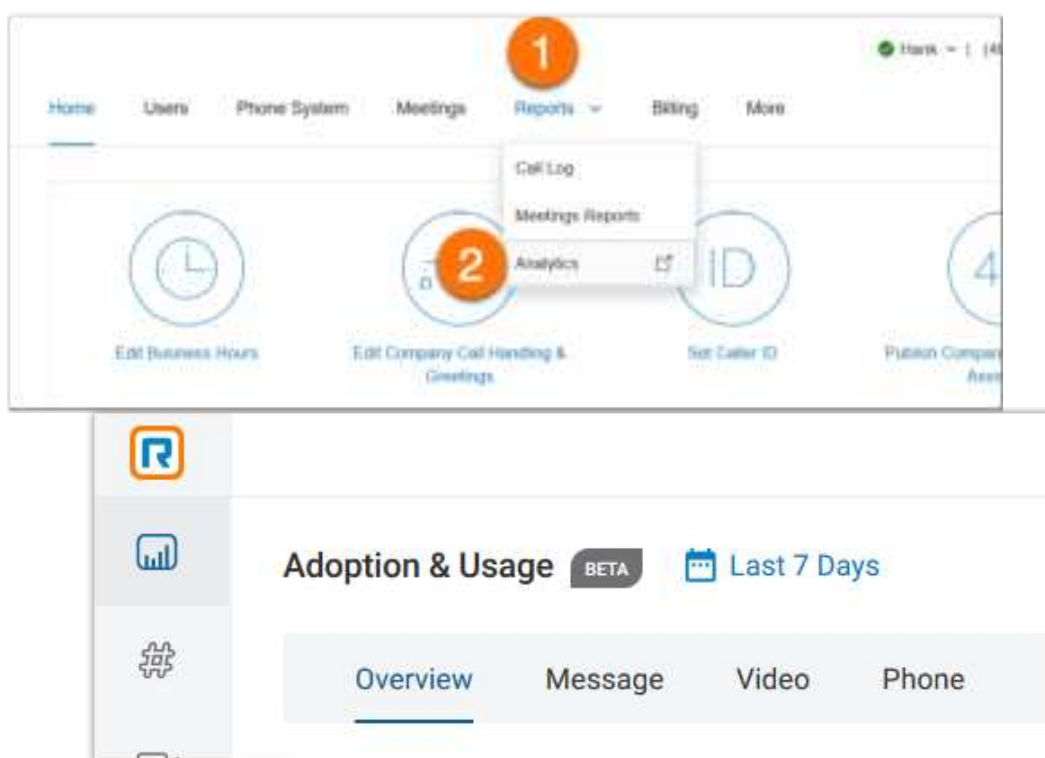 1
Hank
Home Users Phone System Meetings Reports Billing More
Call Log
Meetings Reports
2 Analytics
D ID 4
Edit Business Hours Edit Company Call Handling & Greetings Set Caller ID Publish
R
Adoption & Usage BETA Last 7 Days
#
Overview Message Video Phone